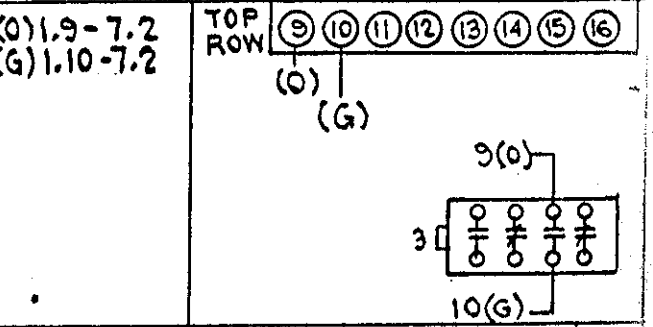 (O)1.9-7.2
(G)1.10-7.2
TOP ROW 9 10 11 12 13 14 15 16
(O)
(G)
9(O)
3
10(G)